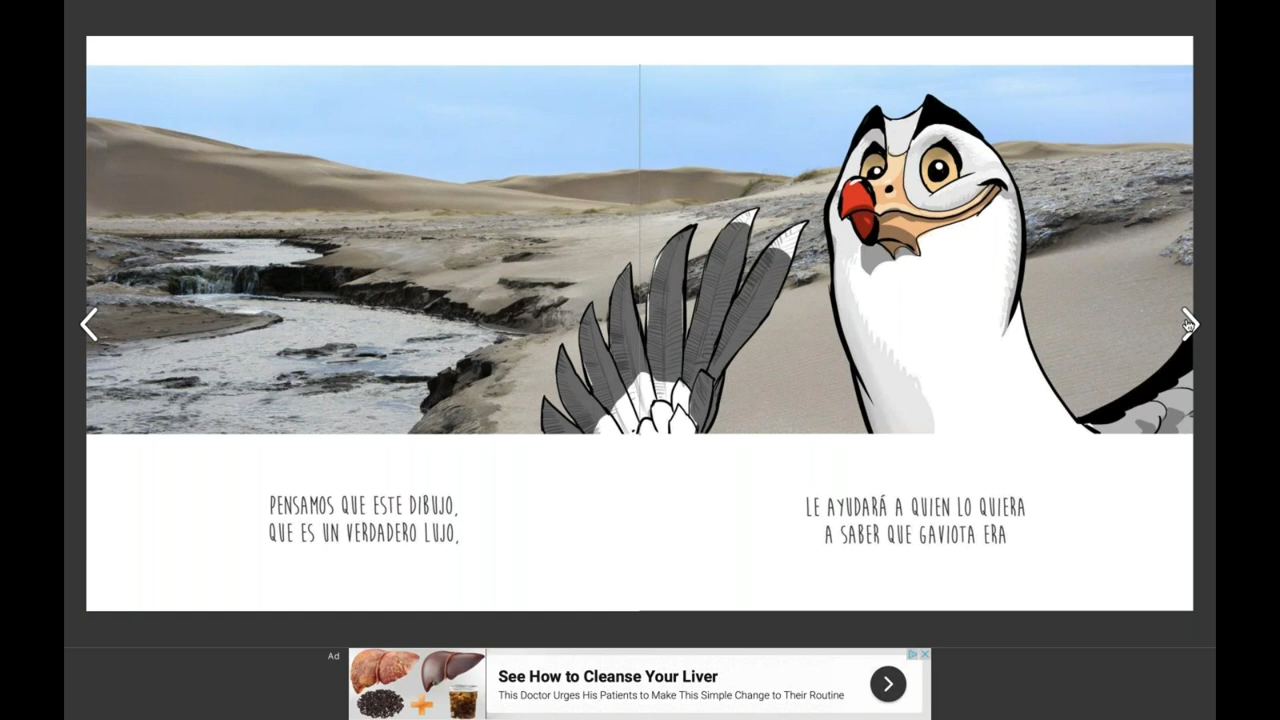 PENSAMOS QUE ESTE DIBUJO,
QUE ES UN VERDADERO LUJO,
LE AYUDARÁ A QUIEN LO QUIERA
A SABER QUE GAVIOTA ERA
Ad
See How to Cleanse Your Liver
This Doctor Urges His Patients to Make This Simple Change to Their Routine